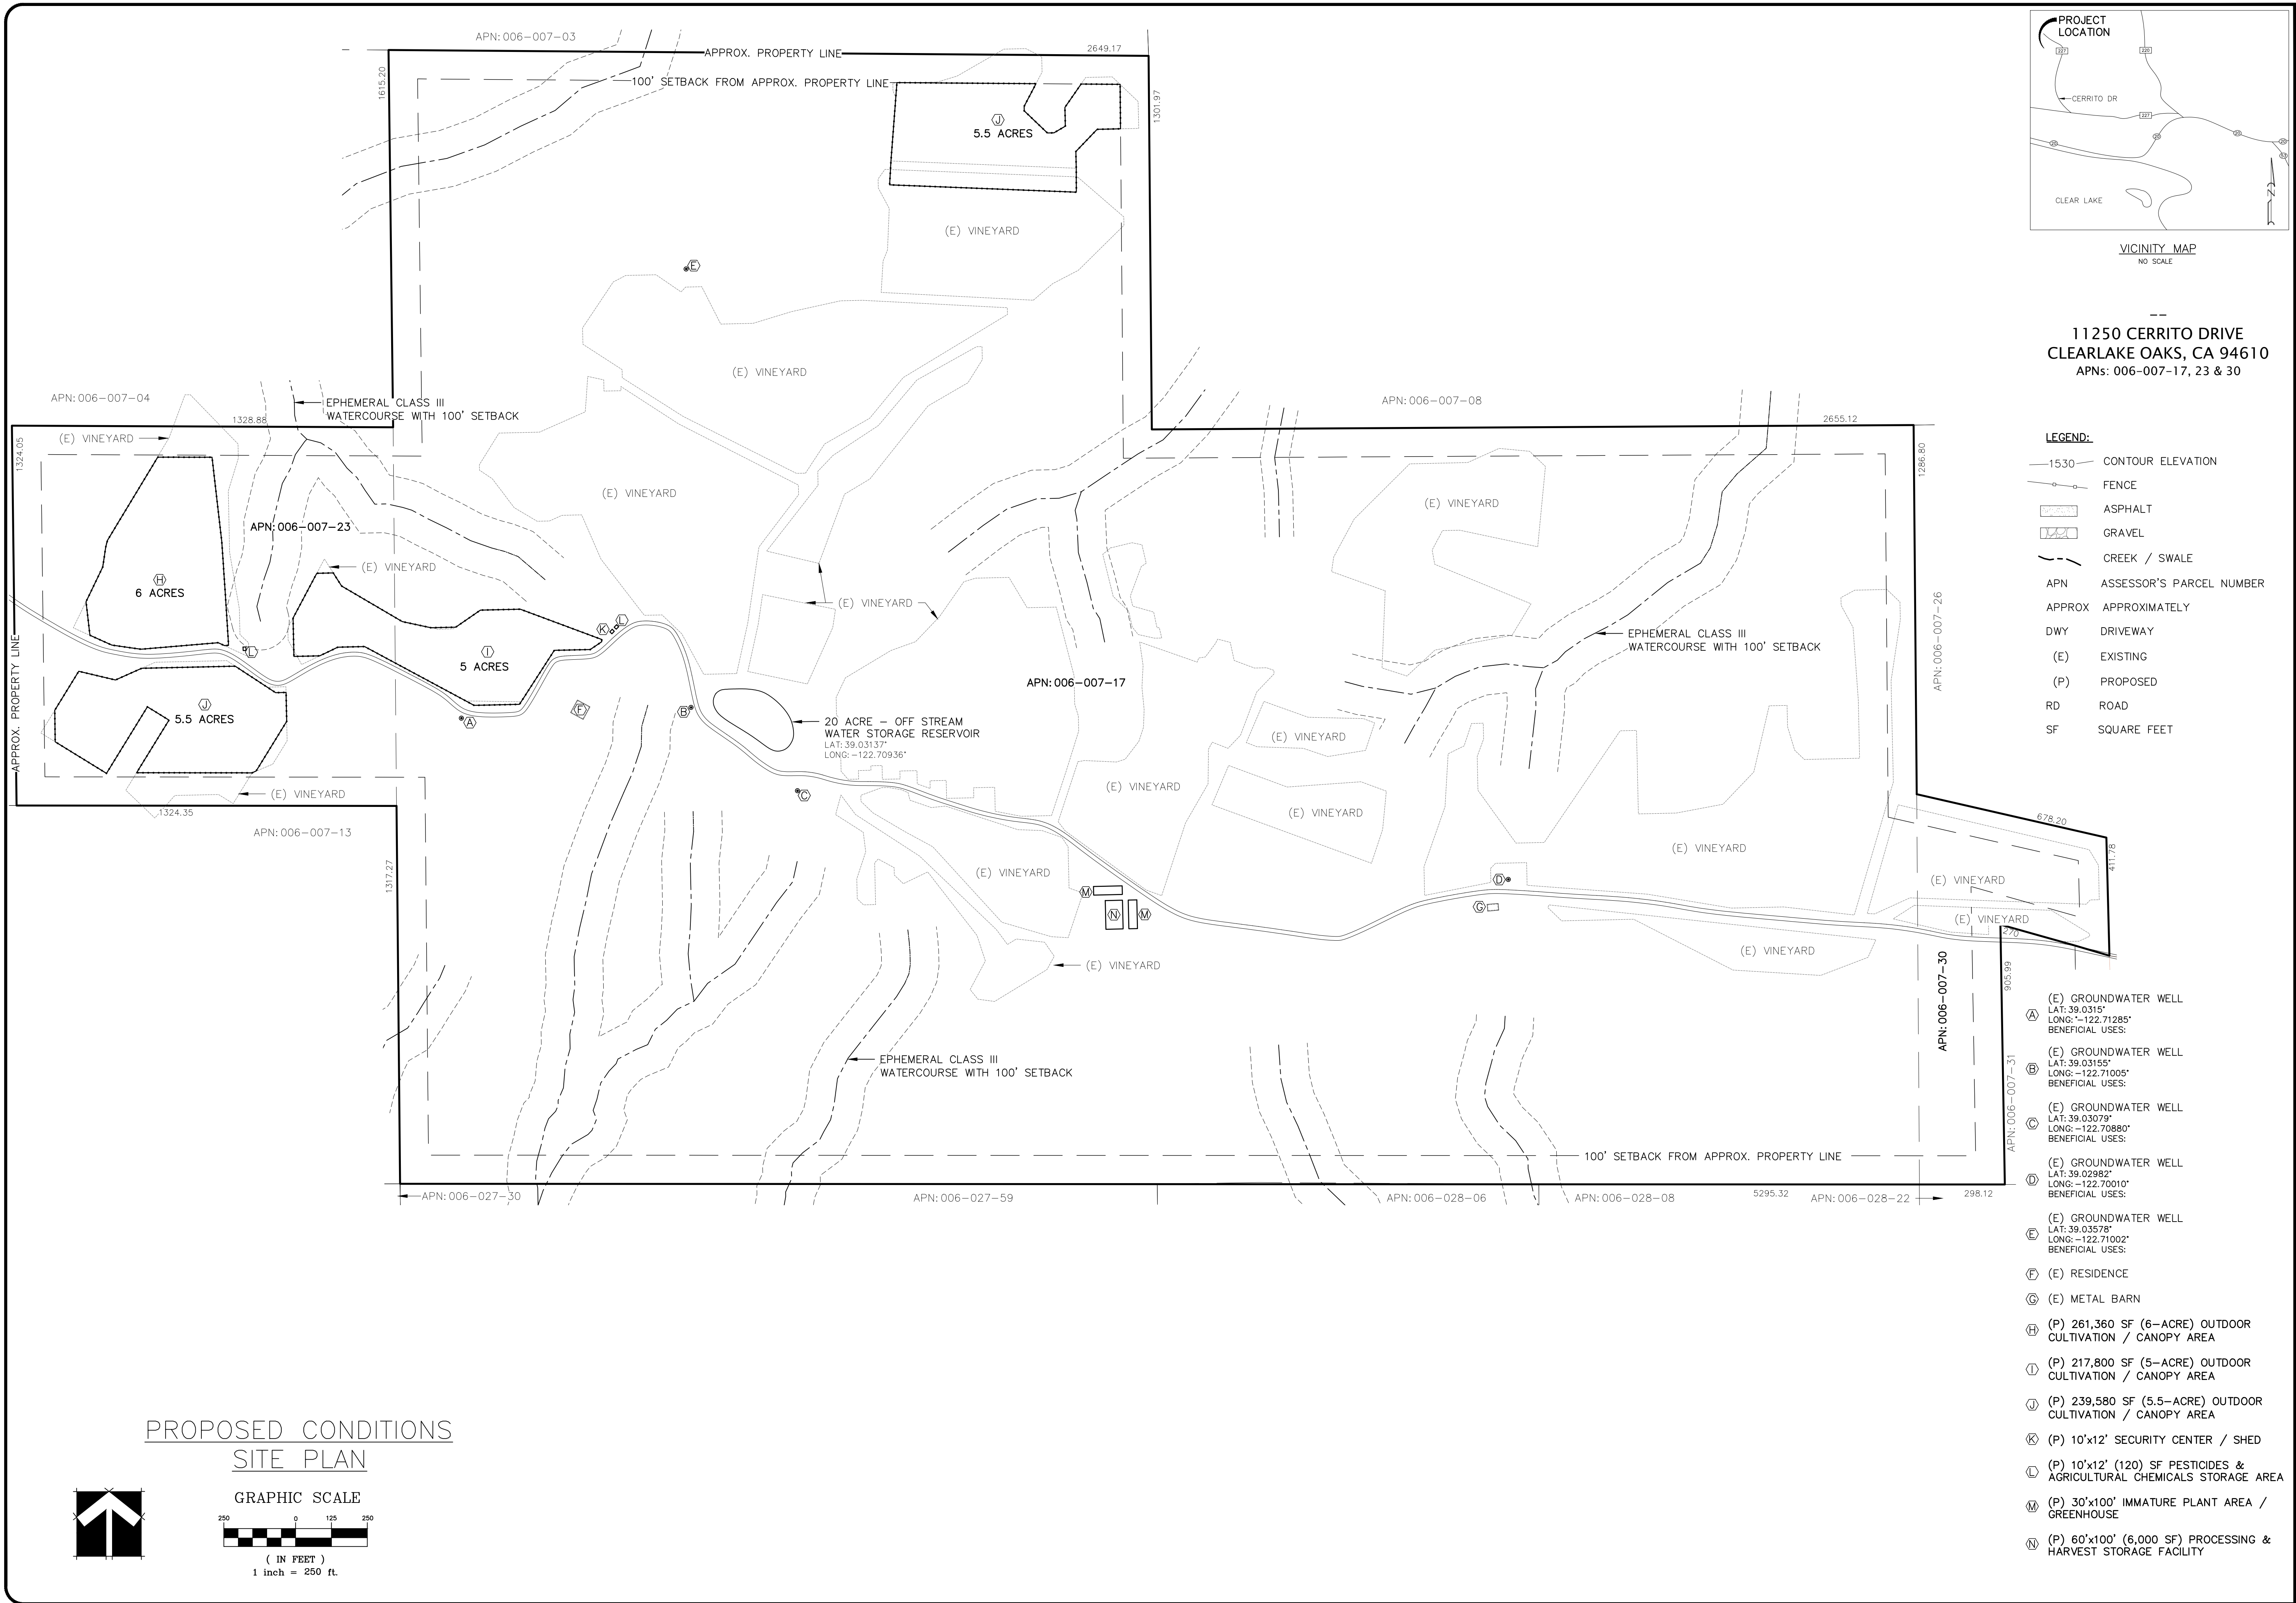 APN: 006-007-03
APPROX. PROPERTY LINE
2649.17
1615.20
100' SETBACK FROM APPROX. PROPERTY LINE
1301.97
J
5.5 ACRES
(E) VINEYARD
E
(E) VINEYARD
APN: 006-007-04
1328.88
EPHEMERAL CLASS III
WATERCOURSE WITH 100' SETBACK
APN: 006-007-08
2655.12
(E) VINEYARD
1324.05
1286.80
(E) VINEYARD
(E) VINEYARD
APN: 006-007-23
(E) VINEYARD
H
6 ACRES
(E) VINEYARD
K
L
L
I
5 ACRES
EPHEMERAL CLASS III
WATERCOURSE WITH 100' SETBACK
APN: 006-007-26
APPROX. PROPERTY LINE
APN: 006-007-17
J
5.5 ACRES
A
F
B
20 ACRE – OFF STREAM
WATER STORAGE RESERVOIR
LAT: 39.03137°
LONG: -122.70936°
(E) VINEYARD
(E) VINEYARD
C
(E) VINEYARD
(E) VINEYARD
1324.35
APN: 006-007-13
678.20
411.78
(E) VINEYARD
1317.27
(E) VINEYARD
D
(E) VINEYARD
M
N
M
G
(E) VINEYARD
270
(E) VINEYARD
(E) VINEYARD
905.99
APN: 006-007-30
EPHEMERAL CLASS III
WATERCOURSE WITH 100' SETBACK
APN: 006-007-31
100' SETBACK FROM APPROX. PROPERTY LINE
APN: 006-027-30
APN: 006-027-59
APN: 006-028-06
APN: 006-028-08
5295.32
APN: 006-028-22
298.12
PROJECT
LOCATION
227
220
CERRITO DR
227
20
20
20
20
53
CLEAR LAKE
N
VICINITY MAP
NO SCALE
--
11250 CERRITO DRIVE
CLEARLAKE OAKS, CA 94610
APNs: 006-007-17, 23 & 30
LEGEND:
1530 CONTOUR ELEVATION
FENCE
ASPHALT
GRAVEL
CREEK / SWALE
APN ASSESSOR'S PARCEL NUMBER
APPROX APPROXIMATELY
DWY DRIVEWAY
(E) EXISTING
(P) PROPOSED
RD ROAD
SF SQUARE FEET
A (E) GROUNDWATER WELL
LAT: 39.0315°
LONG: °-122.71285°
BENEFICIAL USES:
B (E) GROUNDWATER WELL
LAT: 39.03155°
LONG: -122.71005°
BENEFICIAL USES:
C (E) GROUNDWATER WELL
LAT: 39.03079°
LONG: -122.70880°
BENEFICIAL USES:
D (E) GROUNDWATER WELL
LAT: 39.02982°
LONG: -122.70010°
BENEFICIAL USES:
E (E) GROUNDWATER WELL
LAT: 39.03578°
LONG: -122.71002°
BENEFICIAL USES:
F (E) RESIDENCE
G (E) METAL BARN
H (P) 261,360 SF (6-ACRE) OUTDOOR
CULTIVATION / CANOPY AREA
I (P) 217,800 SF (5-ACRE) OUTDOOR
CULTIVATION / CANOPY AREA
J (P) 239,580 SF (5.5-ACRE) OUTDOOR
CULTIVATION / CANOPY AREA
K (P) 10'x12' SECURITY CENTER / SHED
L (P) 10'x12' (120) SF PESTICIDES &
AGRICULTURAL CHEMICALS STORAGE AREA
M (P) 30'x100' IMMATURE PLANT AREA /
GREENHOUSE
N (P) 60'x100' (6,000 SF) PROCESSING &
HARVEST STORAGE FACILITY
PROPOSED CONDITIONS
SITE PLAN
GRAPHIC SCALE
250 0 125 250
( IN FEET )
1 inch = 250 ft.